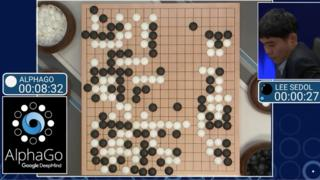 ALPHAGO
00:08:32
LEE SEDOL
00:00:27
AlphaGo
Google DeepMind